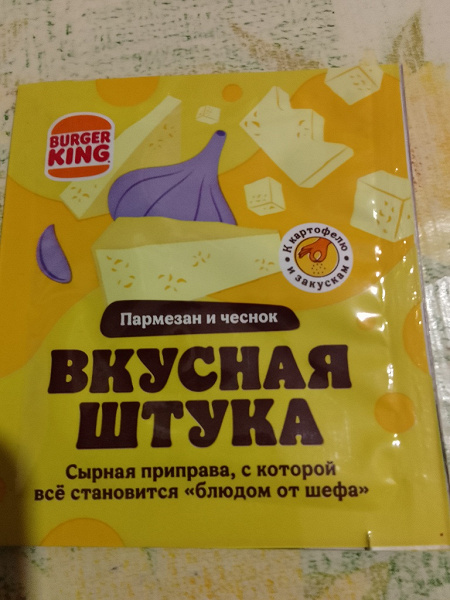 BURGER
KING
К картофелю
и закускам
Пармезан и чеснок
ВКУСНАЯ
ШТУКА
Сырная приправа, с которой
всё становится «блюдом от шефа»